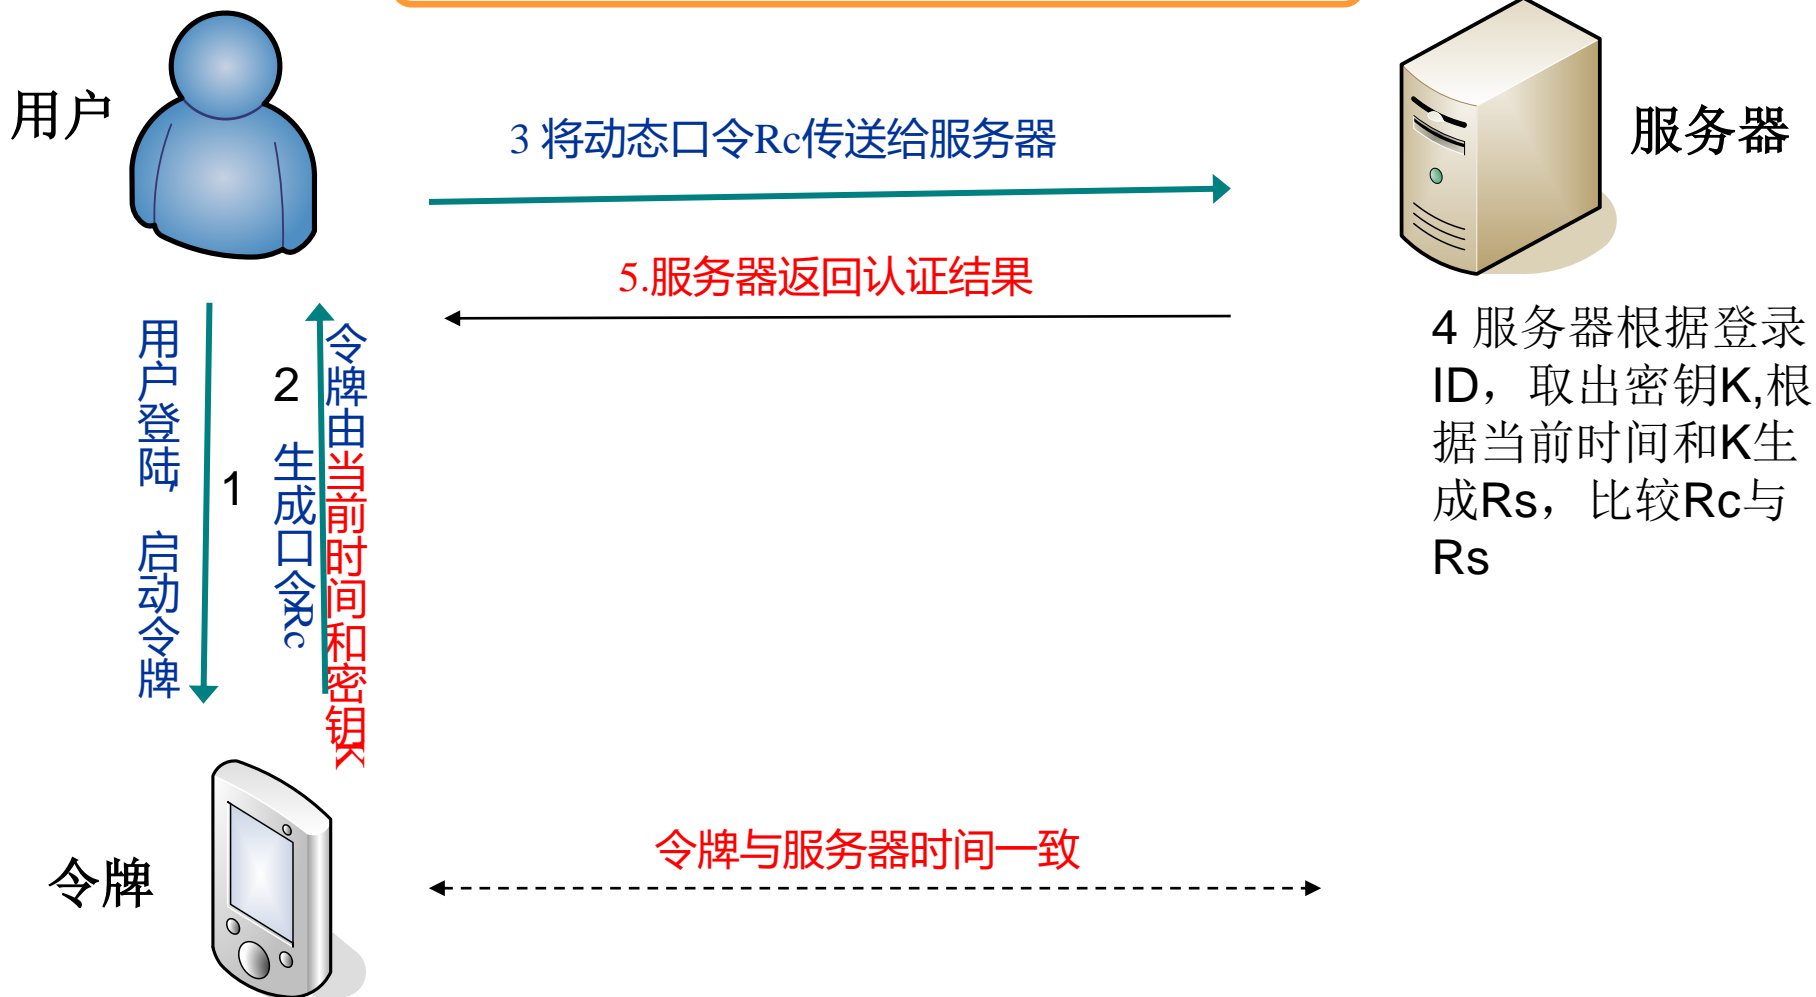 用户
3 将动态口令Rc传送给服务器
服务器
5.服务器返回认证结果
用户登陆，启动令牌
1
2
生成口令Rc
令牌由当前时间和密钥K
4 服务器根据登录
ID，取出密钥K,根
据当前时间和K生
成Rs，比较Rc与
Rs
令牌与服务器时间一致
令牌